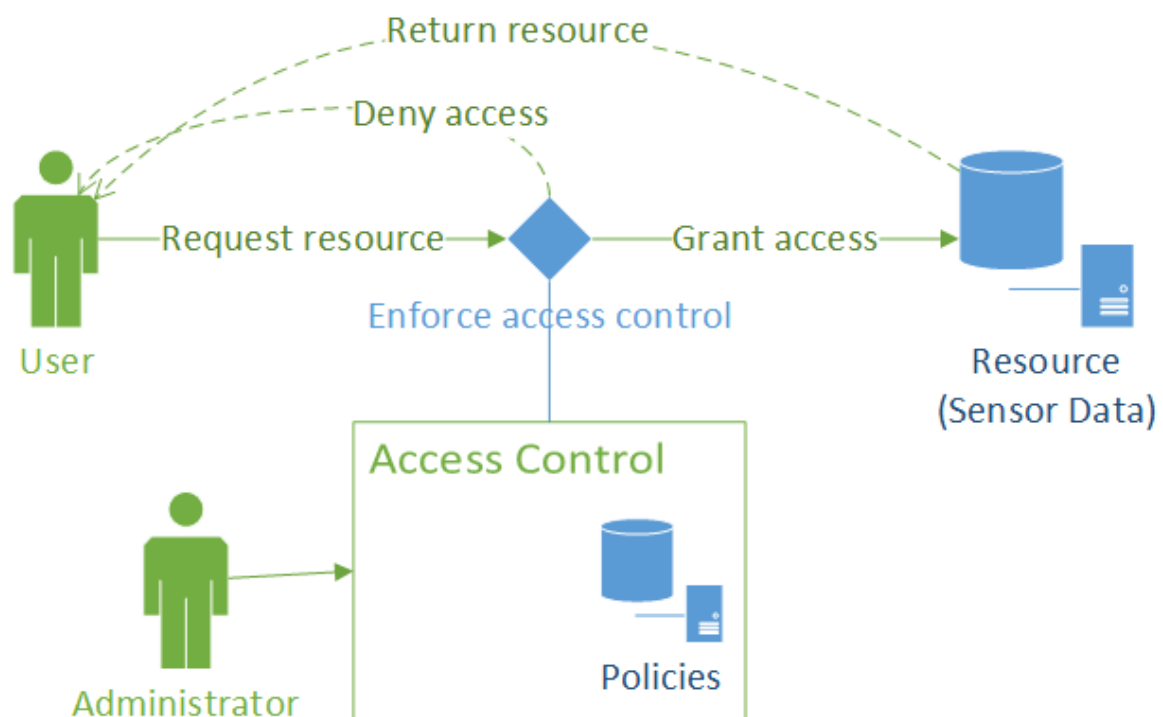 Return resource
Deny access
Request resource
Grant access
Enforce access control
User
Resource
(Sensor Data)
Access Control
Policies
Administrator